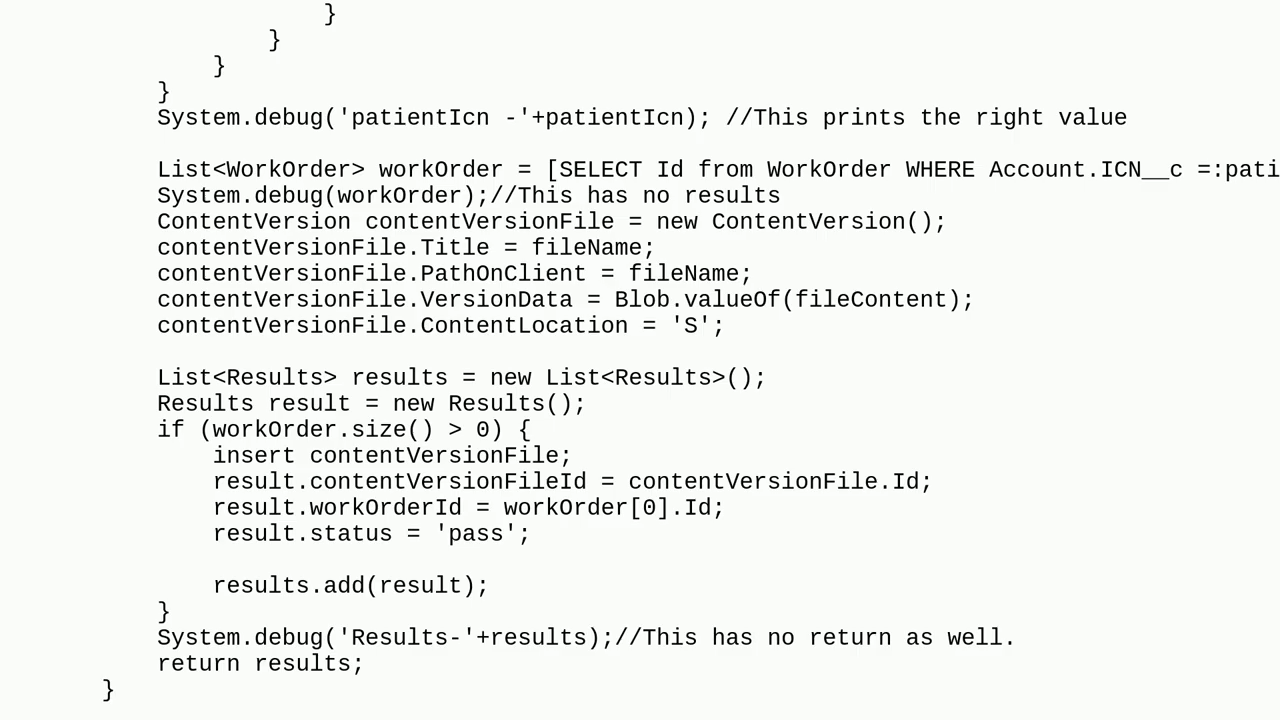 }
}
}
}
System.debug('patientIcn -'+patientIcn); //This prints the right value
List<WorkOrder> workOrder = [SELECT Id from WorkOrder WHERE Account.ICN__c =:pati
System.debug(workOrder);//This has no results
ContentVersion contentVersionFile = new ContentVersion();
contentVersionFile.Title = fileName;
contentVersionFile.PathOnClient = fileName;
contentVersionFile.VersionData = Blob.valueOf(fileContent);
contentVersionFile.ContentLocation = 'S';
List<Results> results = new List<Results>();
Results result = new Results();
if (workOrder.size() > 0) {
insert contentVersionFile;
result.contentVersionFileId = contentVersionFile.Id;
result.workOrderId = workOrder[0].Id;
result.status = 'pass';
results.add(result);
}
System.debug('Results-'+results);//This has no return as well.
return results;
}